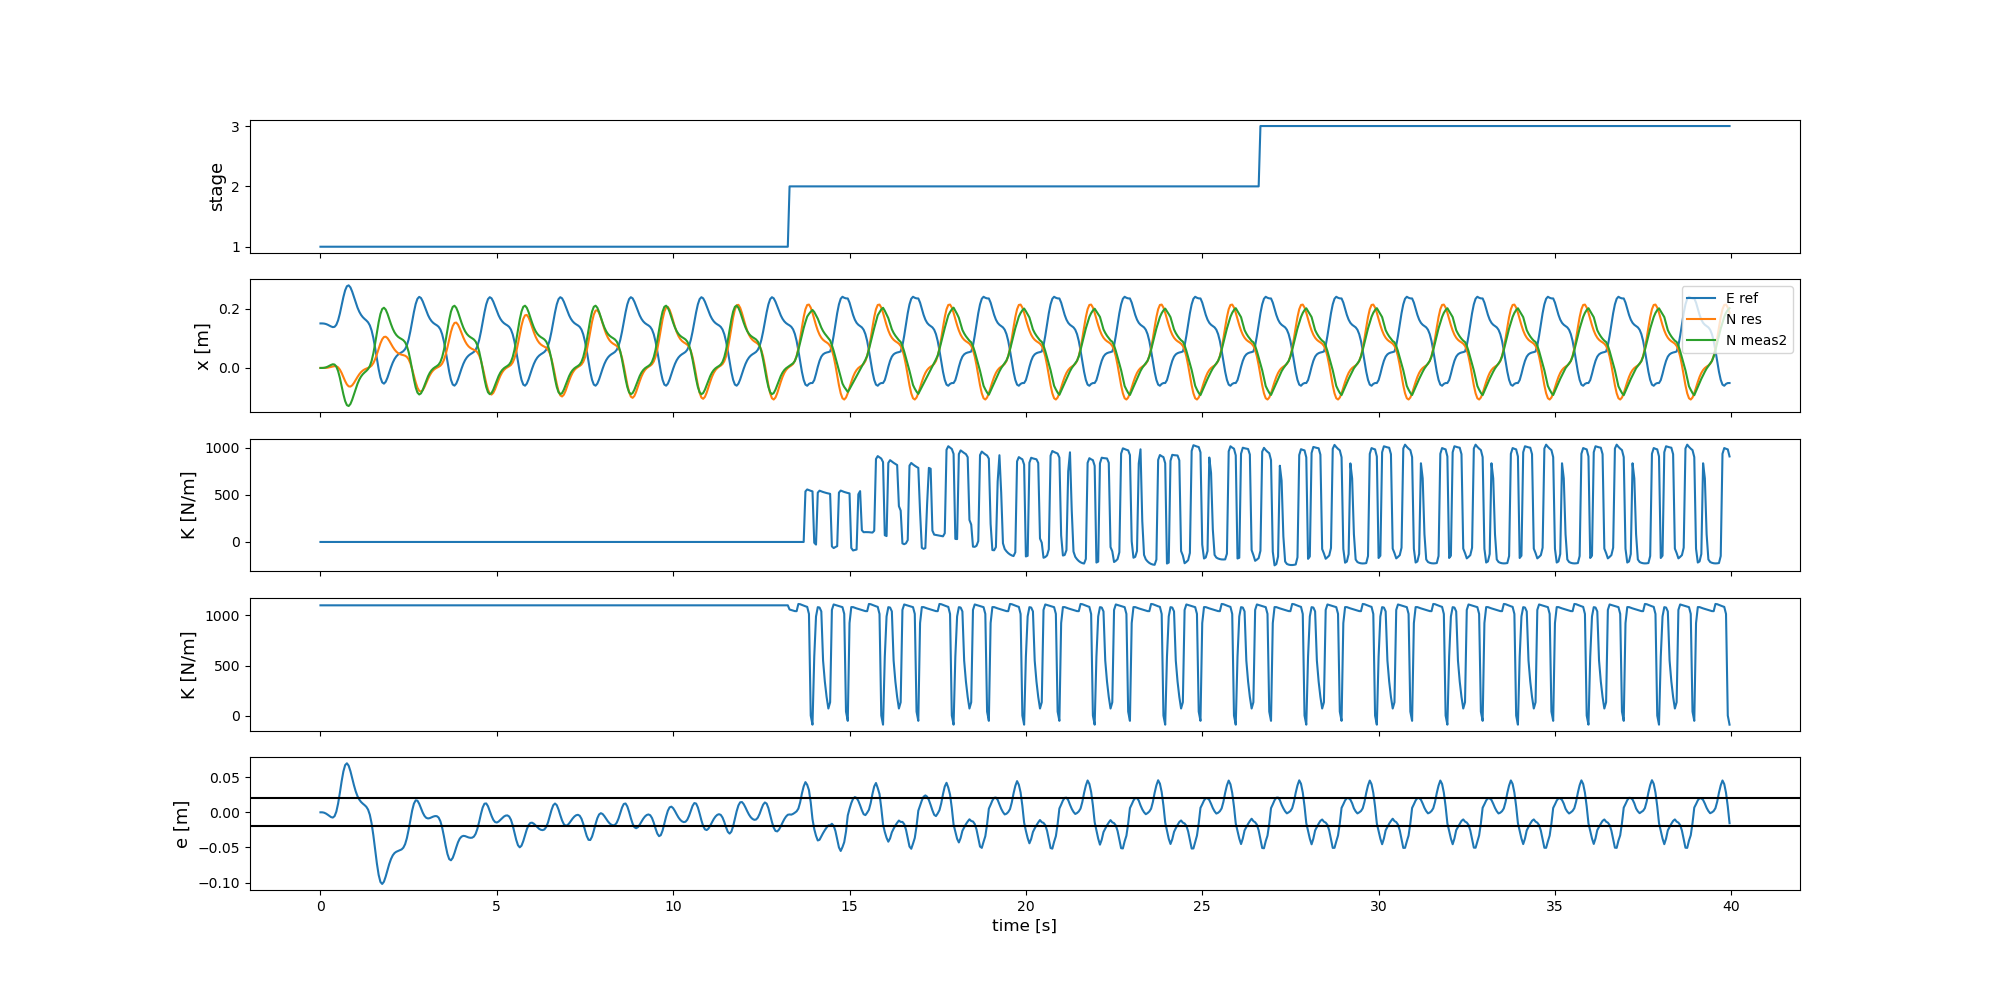 stage
3
2
1
x [m]
0.2
0.0
E ref
N res
N meas2
K [N/m]
1000
500
0
K [N/m]
1000
500
0
e [m]
0.05
0.00
−0.05
−0.10
0 5 10 15 20 25 30 35 40
time [s]